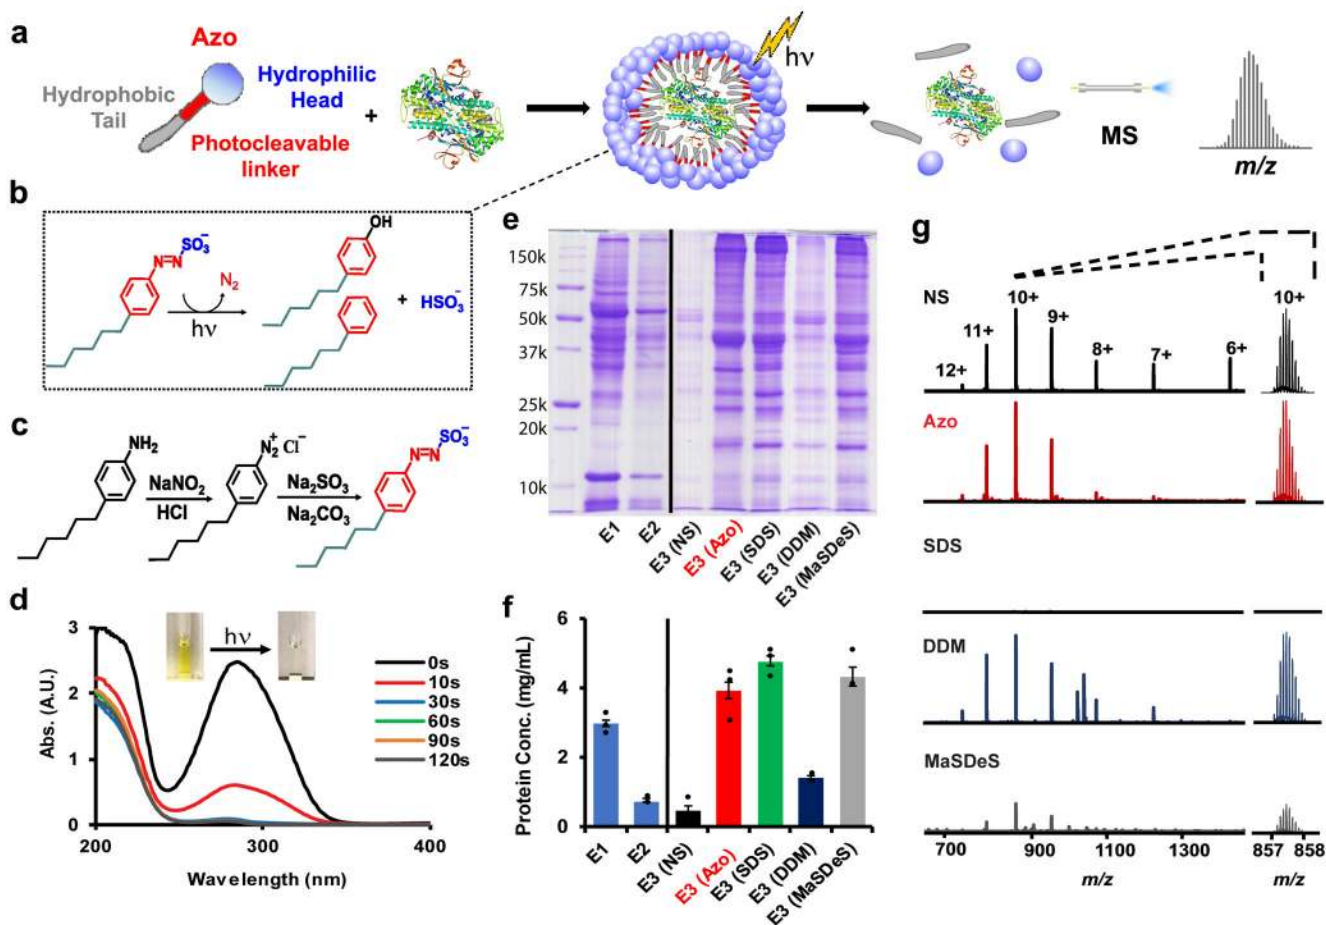 a
Azo
Hydrophilic
Head
Hydrophobic
Tail
Photocleavable
linker
+
hν
MS
m/z
b
SO₃⁻
N=N
N₂
hν
OH
+
HSO₃⁻
c
NH₂
NaNO₂
HCl
N₂⁺ Cl⁻
Na₂SO₃
Na₂CO₃
SO₃⁻
N=N
d
Abs. (A.U.)
3
2
1
0
hν
0s
10s
30s
60s
90s
120s
200
300
400
Wavelength (nm)
e
150k
75k
50k
37k
25k
20k
10k
E1
E2
E3 (NS)
E3 (Azo)
E3 (SDS)
E3 (DDM)
E3 (MaSDeS)
f
Protein Conc. (mg/mL)
6
4
2
0
E1
E2
E3 (NS)
E3 (Azo)
E3 (SDS)
E3 (DDM)
E3 (MaSDeS)
g
NS
12+
11+
10+
9+
8+
7+
6+
10+
Azo
SDS
DDM
MaSDeS
700
900
1100
1300
857
858
m/z
m/z